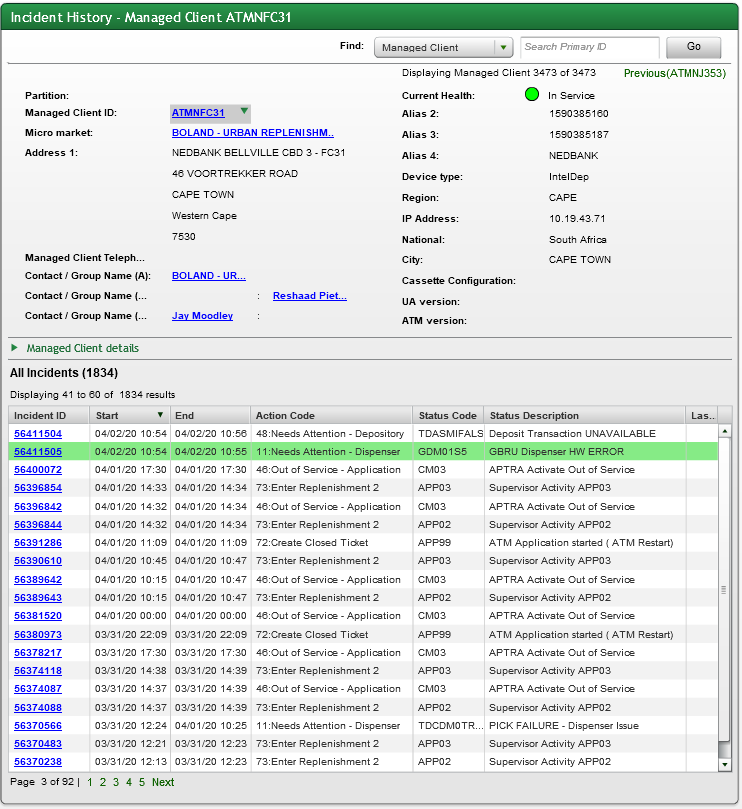 Incident History - Managed Client ATMNFC31
Find: Managed Client Search Primary ID Go
Displaying Managed Client 3473 of 3473 Previous(ATMNJ353)
Partition: Current Health: In Service
Managed Client ID: ATMNFC31 Alias 2: 1590385160
Micro market: BOLAND - URBAN REPLENISHM.. Alias 3: 1590385187
Address 1: NEDBANK BELLVILLE CBD 3 - FC31 Alias 4: NEDBANK
46 VOORTREKKER ROAD Device type: IntelDep
CAPE TOWN Region: CAPE
Western Cape IP Address: 10.19.43.71
7530 National: South Africa
Managed Client Teleph... City: CAPE TOWN
Contact / Group Name (A): BOLAND - UR... Cassette Configuration:
Contact / Group Name (... : Reshaad Piet... UA version:
Contact / Group Name (... Jay Moodley : ATM version:
Managed Client details
All Incidents (1834)
Displaying 41 to 60 of 1834 results
Incident ID Start End Action Code Status Code Status Description Las..
56411504 04/02/20 10:54 04/02/20 10:56 48:Needs Attention - Depository TDASMIFALS Deposit Transaction UNAVAILABLE
56411505 04/02/20 10:54 04/02/20 10:55 11:Needs Attention - Dispenser GDM01S5 GBRU Dispenser HW ERROR
56400072 04/01/20 17:30 04/01/20 17:30 46:Out of Service - Application CM03 APTRA Activate Out of Service
56396854 04/01/20 14:33 04/01/20 14:34 73:Enter Replenishment 2 APP03 Supervisor Activity APP03
56396842 04/01/20 14:32 04/01/20 14:34 46:Out of Service - Application CM03 APTRA Activate Out of Service
56396844 04/01/20 14:32 04/01/20 14:34 73:Enter Replenishment 2 APP02 Supervisor Activity APP02
56391286 04/01/20 11:09 04/01/20 11:09 72:Create Closed Ticket APP99 ATM Application started ( ATM Restart)
56390610 04/01/20 10:45 04/01/20 10:47 73:Enter Replenishment 2 APP03 Supervisor Activity APP03
56389642 04/01/20 10:15 04/01/20 10:47 46:Out of Service - Application CM03 APTRA Activate Out of Service
56389643 04/01/20 10:15 04/01/20 10:47 73:Enter Replenishment 2 APP02 Supervisor Activity APP02
56381520 04/01/20 00:00 04/01/20 00:00 46:Out of Service - Application CM03 APTRA Activate Out of Service
56380973 03/31/20 22:09 03/31/20 22:09 72:Create Closed Ticket APP99 ATM Application started ( ATM Restart)
56378217 03/31/20 17:30 03/31/20 17:30 46:Out of Service - Application CM03 APTRA Activate Out of Service
56374118 03/31/20 14:38 03/31/20 14:39 73:Enter Replenishment 2 APP03 Supervisor Activity APP03
56374087 03/31/20 14:37 03/31/20 14:39 46:Out of Service - Application CM03 APTRA Activate Out of Service
56374088 03/31/20 14:37 03/31/20 14:39 73:Enter Replenishment 2 APP02 Supervisor Activity APP02
56370566 03/31/20 12:24 04/01/20 10:25 11:Needs Attention - Dispenser TDCDM0TR... PICK FAILURE - Dispenser Issue
56370483 03/31/20 12:21 03/31/20 12:23 73:Enter Replenishment 2 APP03 Supervisor Activity APP03
56370238 03/31/20 12:13 03/31/20 12:23 73:Enter Replenishment 2 APP02 Supervisor Activity APP02
Page 3 of 92 | 1 2 3 4 5 Next